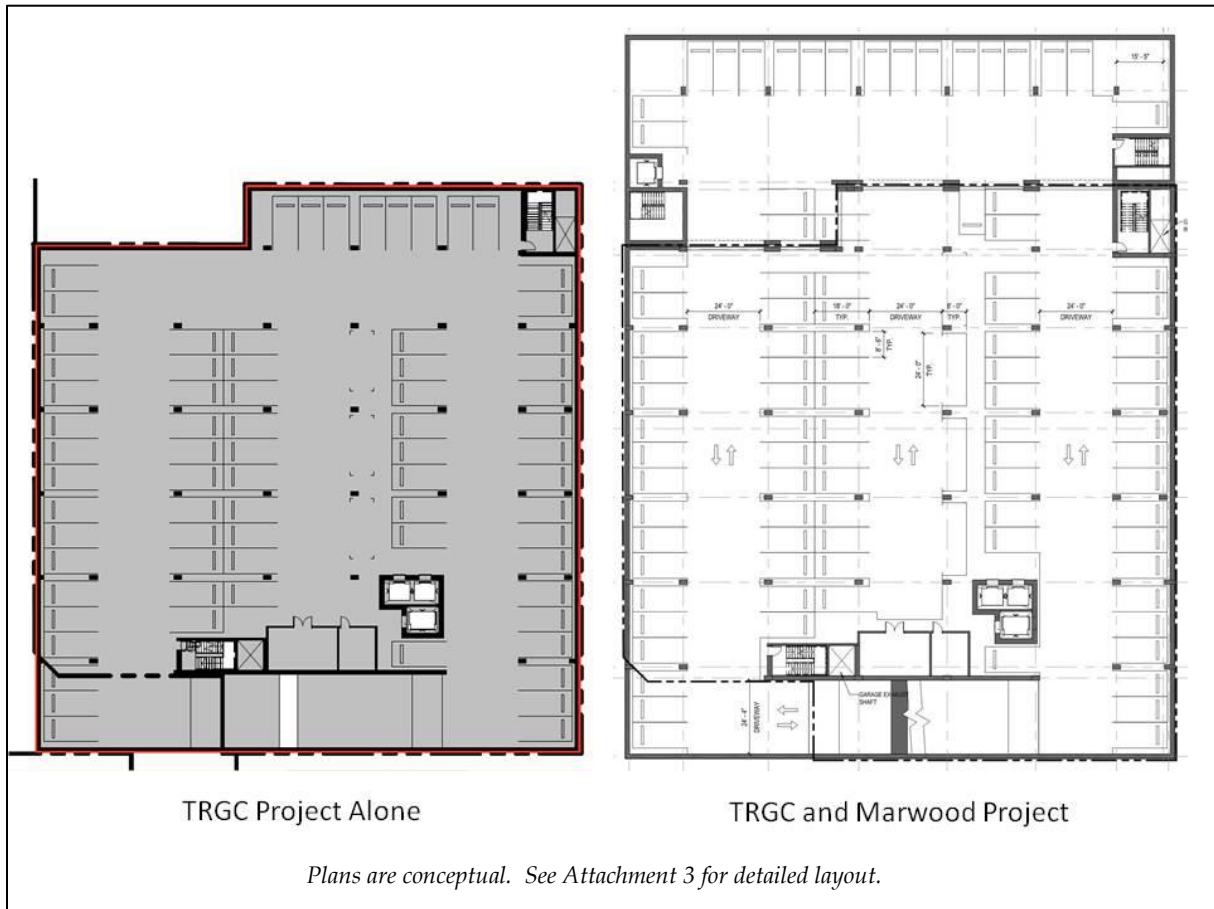 15' - 5"
24' - 0"
DRIVEWAY
18' - 0"
TYP.
24' - 0"
DRIVEWAY
8' - 0"
TYP.
24' - 0"
DRIVEWAY
8' - 6"
TYP.
24' - 0"
TYP.
24' - 4"
DRIVEWAY
GARAGE EXHAUST
SHAFT
TRGC Project Alone
TRGC and Marwood Project
Plans are conceptual. See Attachment 3 for detailed layout.